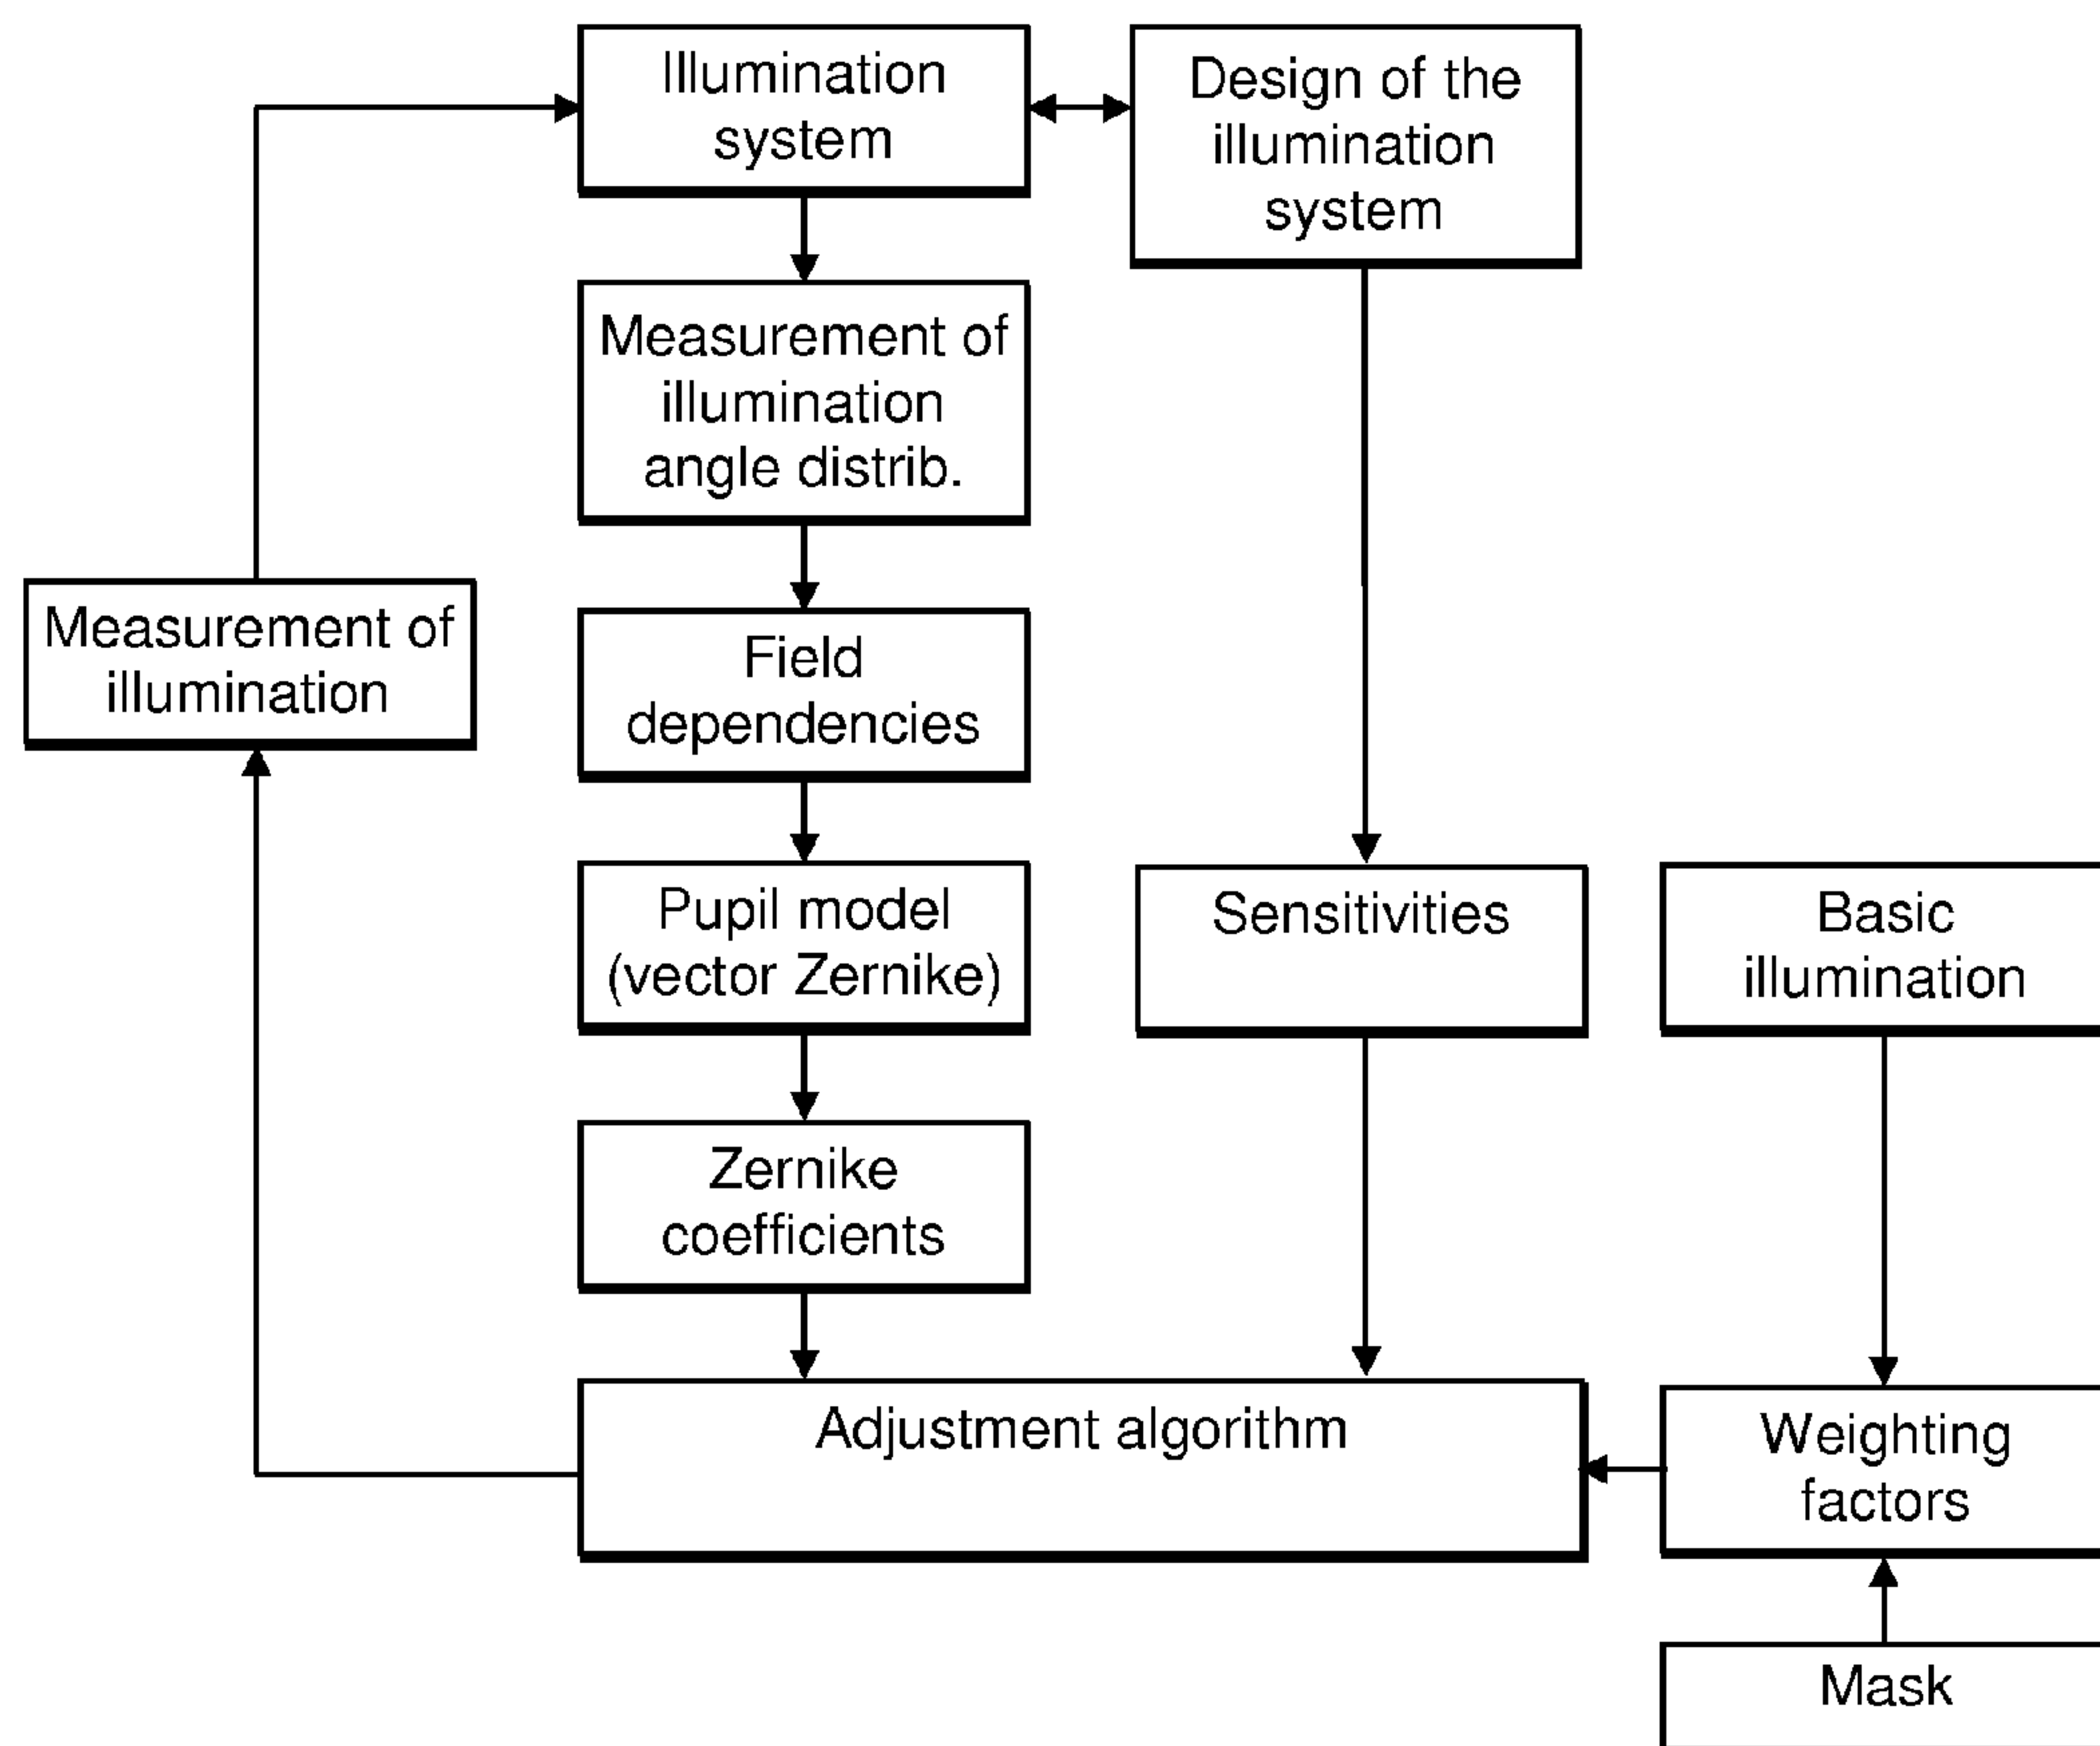 Illumination
system
Design of the
illumination
system
Measurement of
illumination
angle distrib.
Measurement of
illumination
Field
dependencies
Pupil model
(vector Zernike)
Sensitivities
Basic
illumination
Zernike
coefficients
Adjustment algorithm
Weighting
factors
Mask